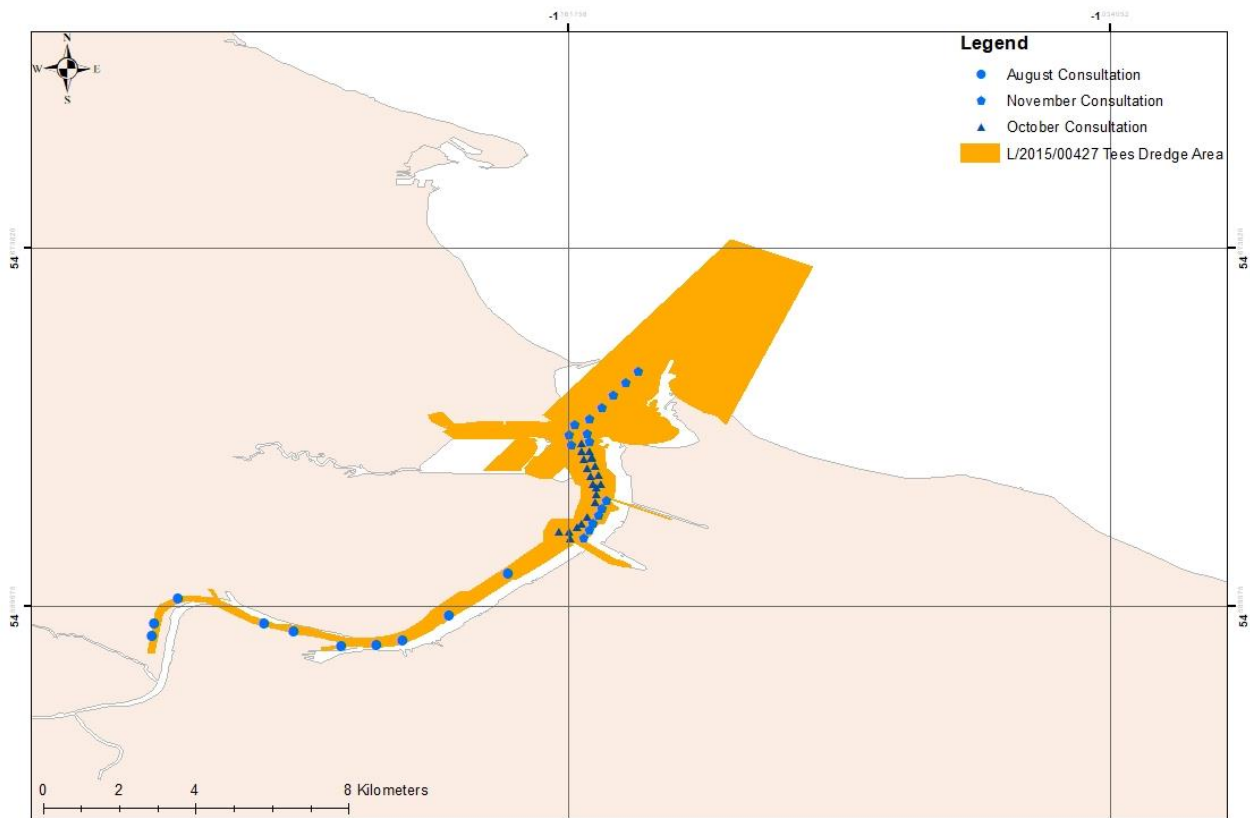 -1 -1
Legend
N
W E
S
August Consultation
November Consultation
October Consultation
L/2015/00427 Tees Dredge Area
54 54
54 54
0 2 4 8 Kilometers